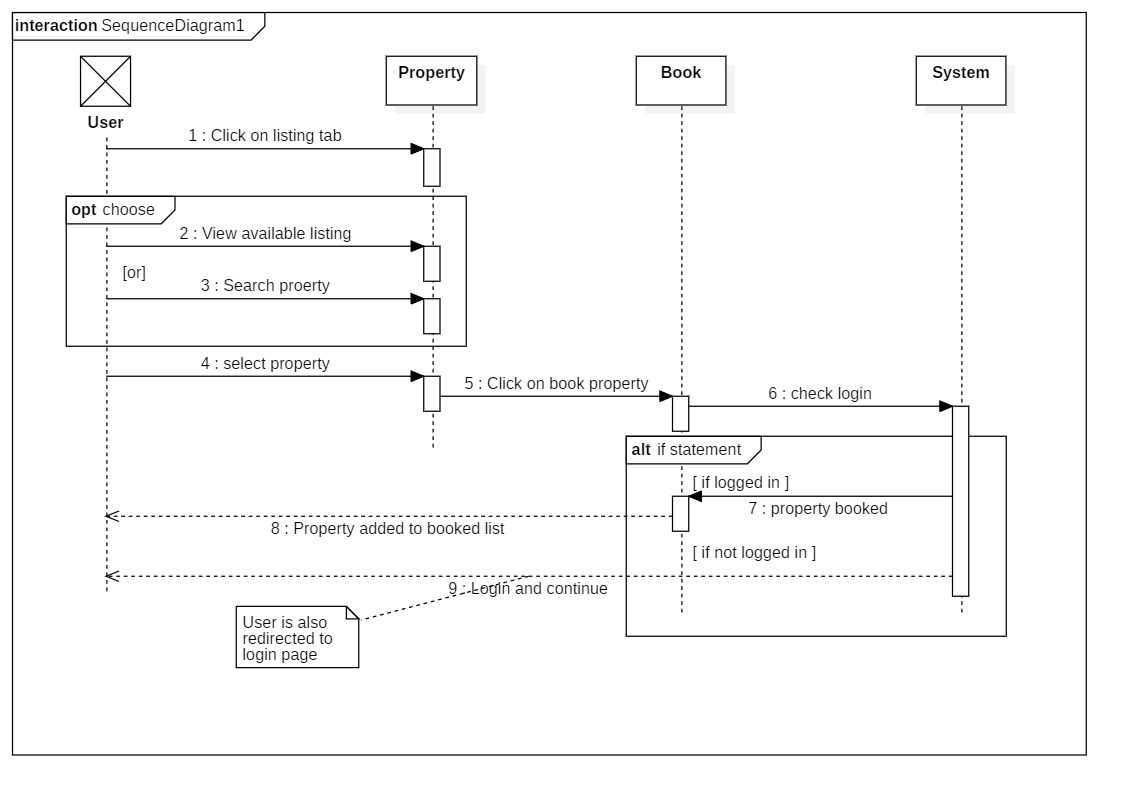 interaction SequenceDiagram1
Property
Book
System
User
1 : Click on listing tab
opt choose
2 : View available listing
[or]
3 : Search proerty
4 : select property
5 : Click on book property
6 : check login
alt if statement
[ if logged in ]
7 : property booked
8 : Property added to booked list
[ if not logged in ]
9 : Login and continue
User is also
redirected to
login page